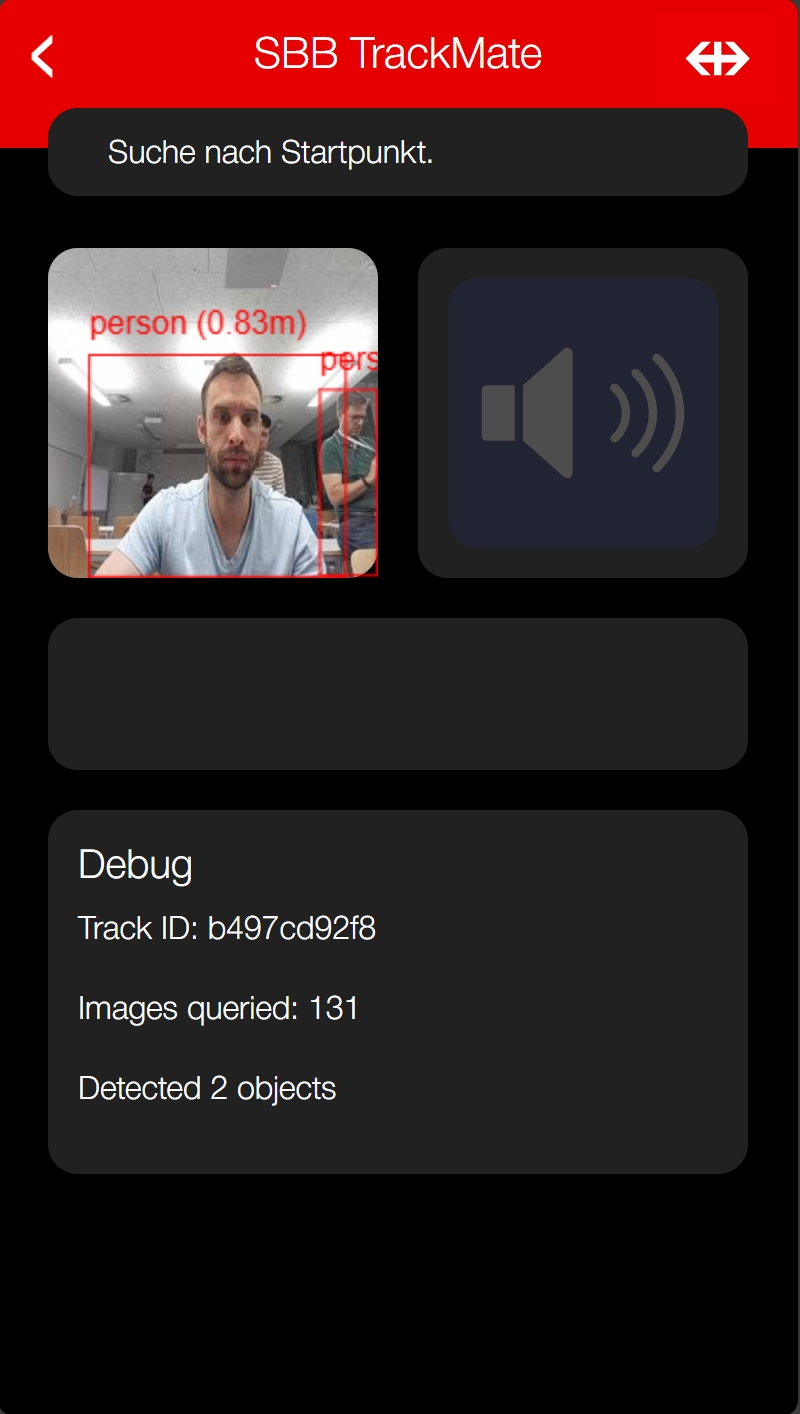 SBB TrackMate
Suche nach Startpunkt.
person (0.83m)
pers
Debug
Track ID: b497cd92f8
Images queried: 131
Detected 2 objects